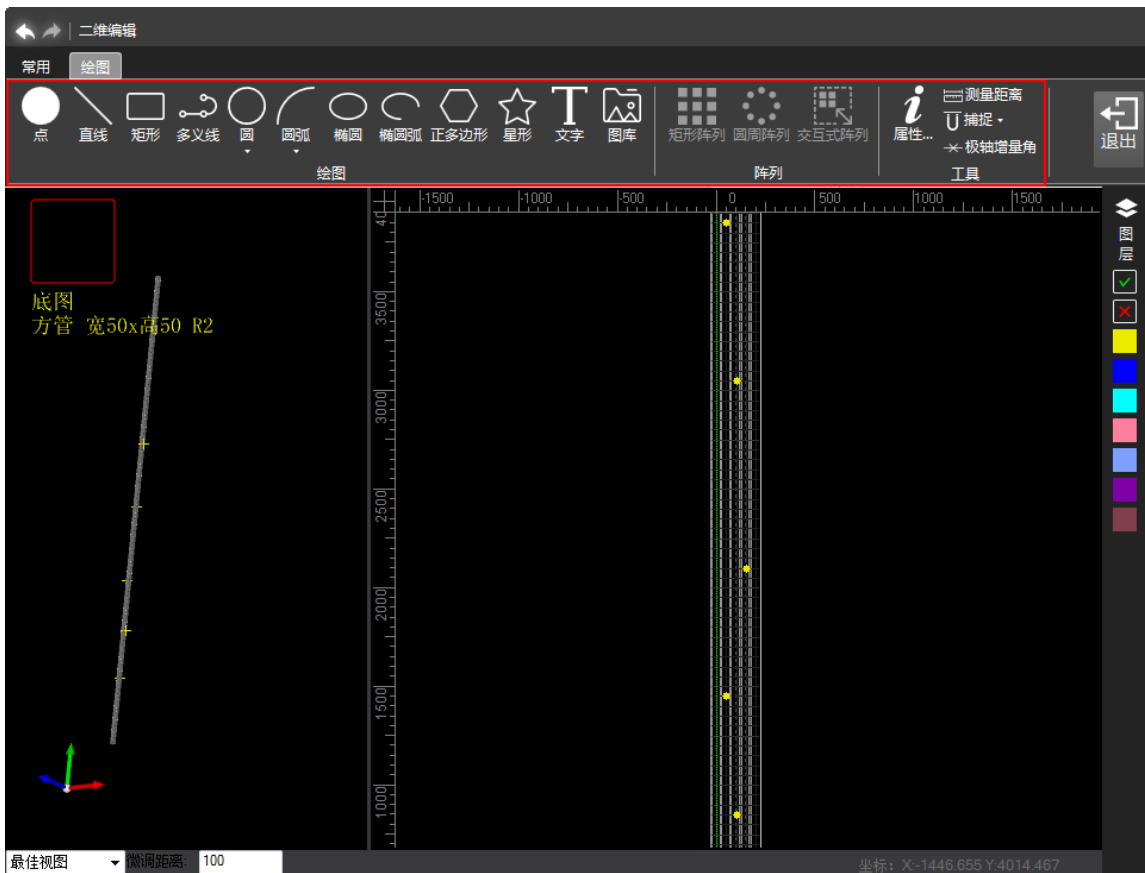 二维编辑
常用 绘图
点 直线 矩形 多义线 圆 圆弧 椭圆 椭圆弧 正多边形 星形 文字 图库
绘图
矩形阵列 圆周阵列 交互式阵列
阵列
属性...
测量距离
捕捉
极轴增量角
工具
退出
-1500 -1000 -500 0 500 1000 1500
40
3500
3000
2500
2000
1500
1000
底图
方管 宽50x高50 R2
图层
最佳视图 微调距离: 100
坐标: X:-1446.655 Y:4014.467